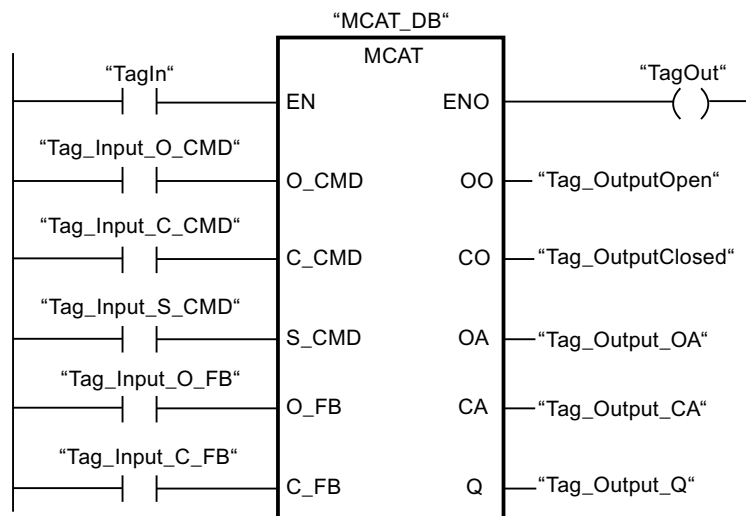 “MCAT_DB“
MCAT
“TagIn“ “TagOut“
EN ENO
“Tag_Input_O_CMD“
O_CMD OO “Tag_OutputOpen“
“Tag_Input_C_CMD“
C_CMD CO “Tag_OutputClosed“
“Tag_Input_S_CMD“
S_CMD OA “Tag_Output_OA“
“Tag_Input_O_FB“
O_FB CA “Tag_Output_CA“
“Tag_Input_C_FB“
C_FB Q “Tag_Output_Q“